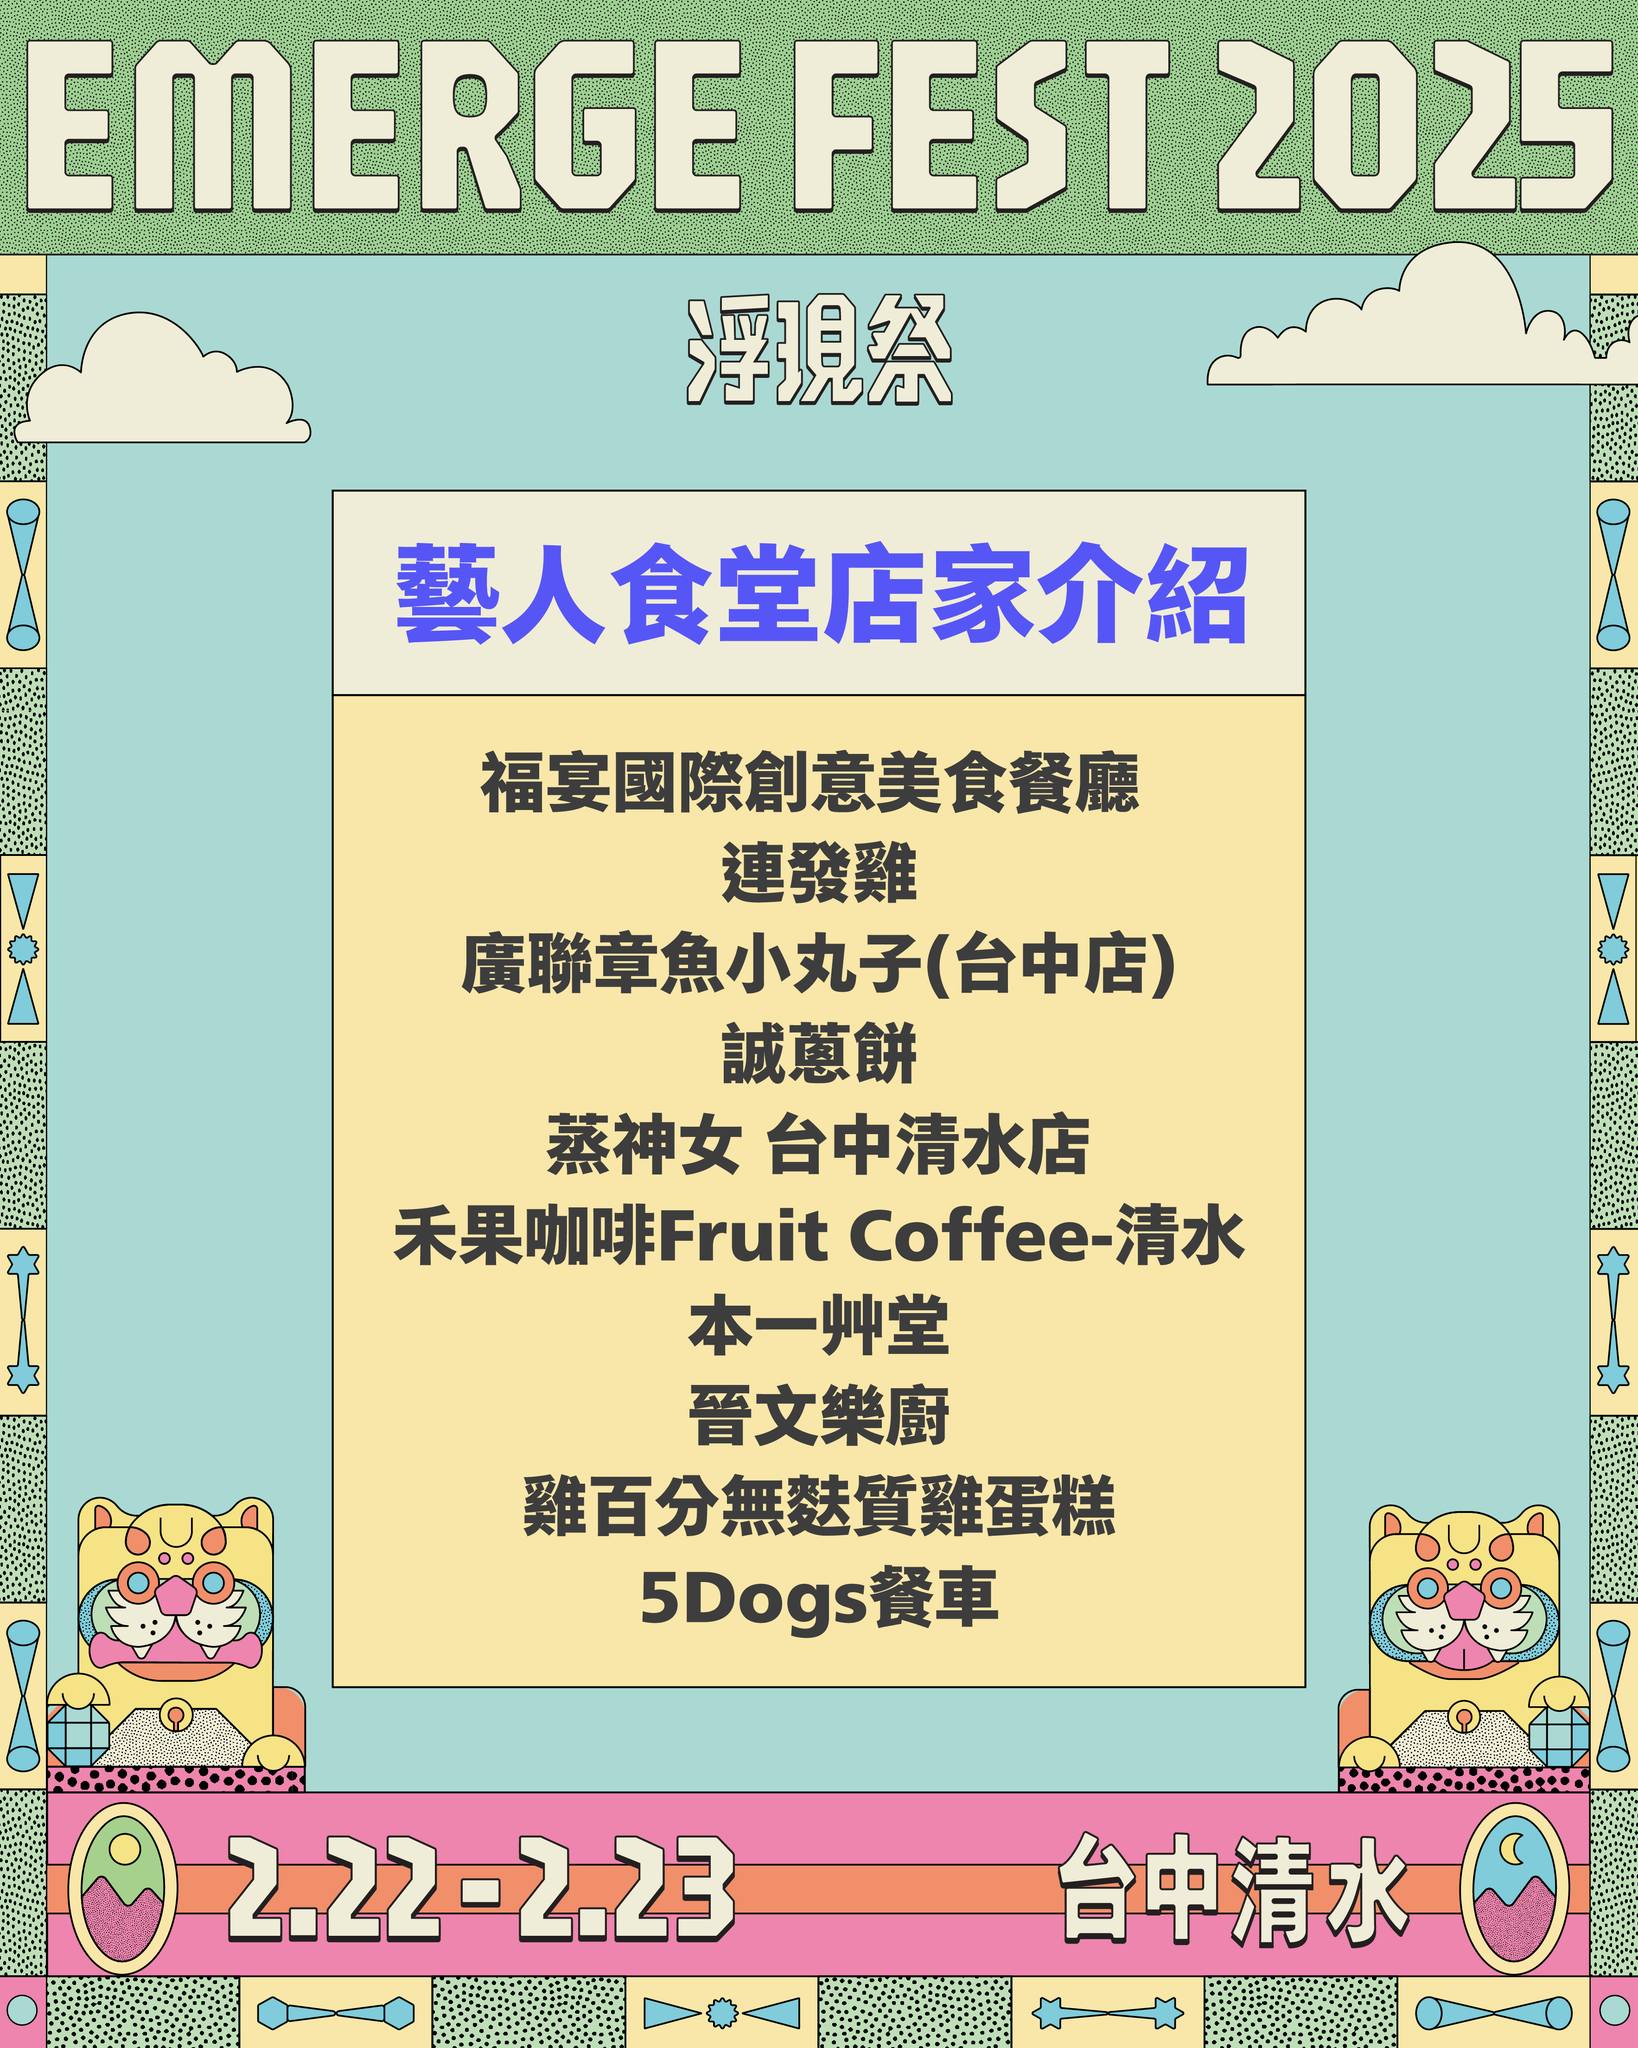 EMERGE FEST 2025
浮現祭
藝人食堂店家介紹
福宴國際創意美食餐廳
連發雞
廣聯章魚小丸子(台中店)
誠蔥餅
蒸神女 台中清水店
禾果咖啡Fruit Coffee-清水
本一艸堂
晉文樂廚
雞百分無麩質雞蛋糕
5Dogs餐車
2.22-2.23
台中清水